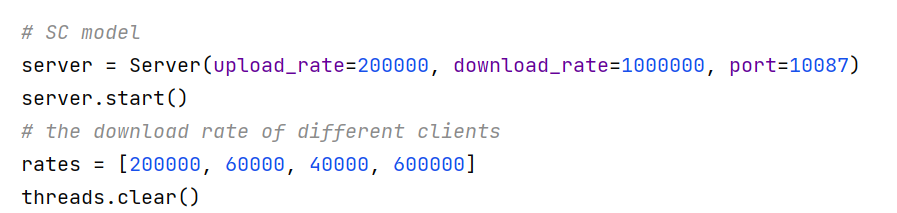 # SC model
server = Server(upload_rate=200000, download_rate=1000000, port=10087)
server.start()
# the download rate of different clients
rates = [200000, 60000, 40000, 600000]
threads.clear()